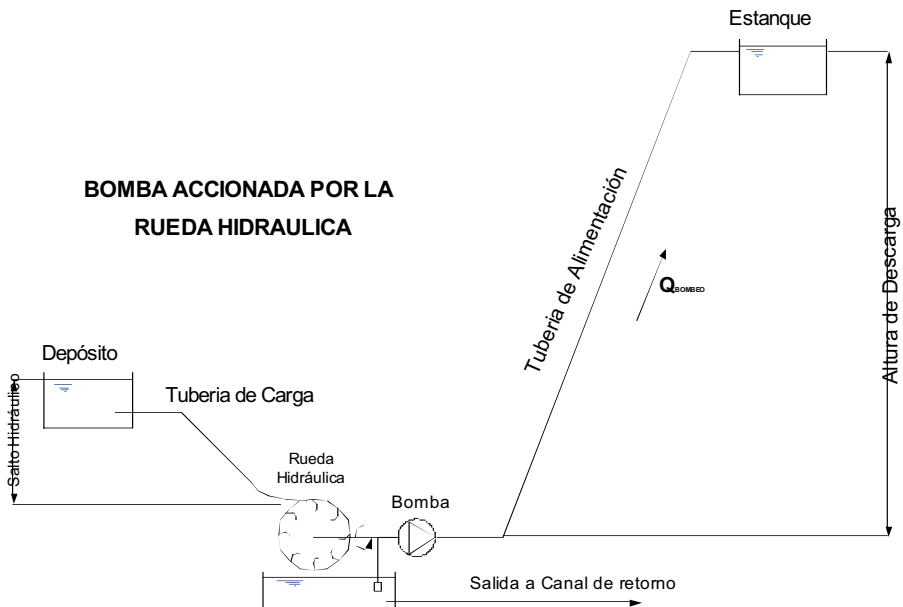 Estanque
BOMBA ACCIONADA POR LA
RUEDA HIDRAULICA
Tuberia de Alimentación
QBOMBEO
Altura de Descarga
Depósito
Salto Hidráulico
Tuberia de Carga
Rueda
Hidráulica
Bomba
Salida a Canal de retorno